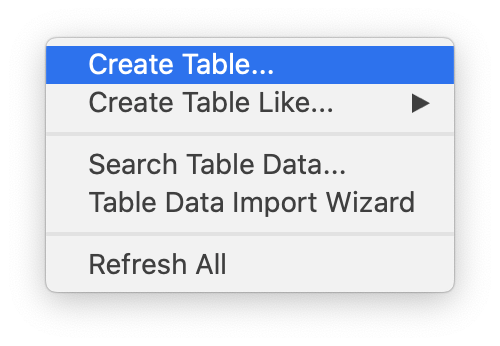 Create Table...
Create Table Like...
Search Table Data...
Table Data Import Wizard
Refresh All